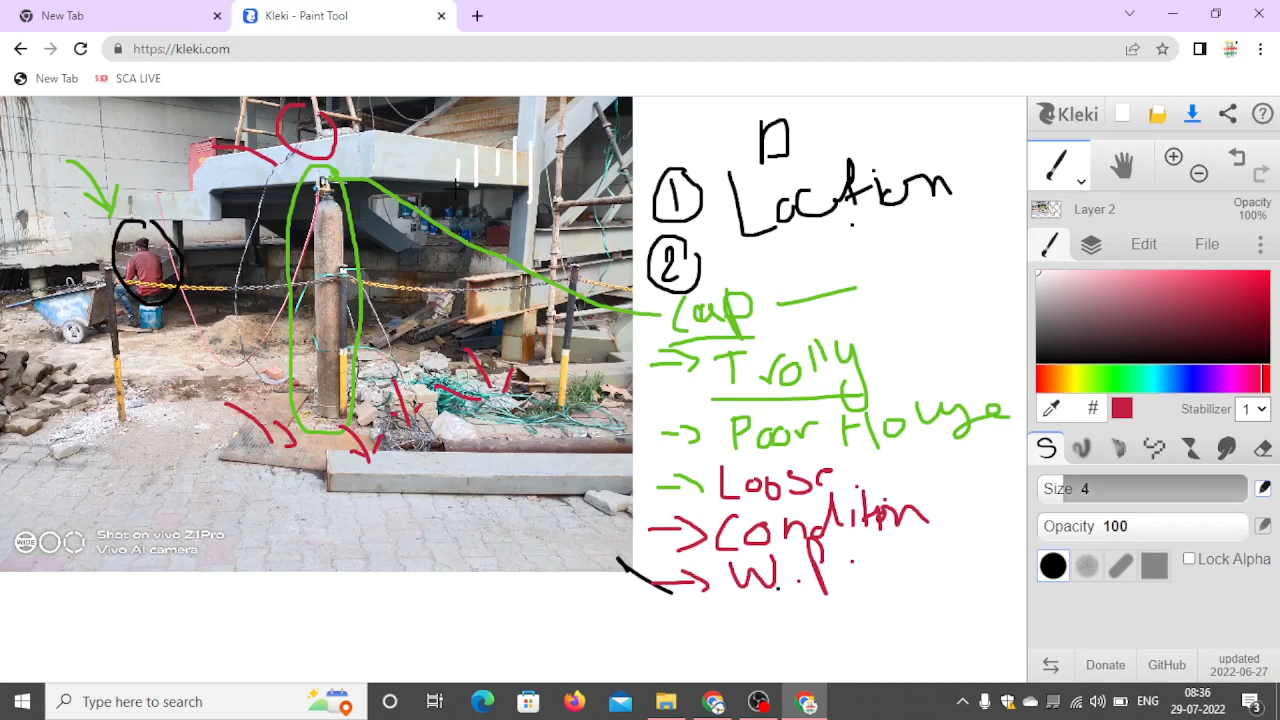 New Tab
Kleki - Paint Tool
https://kleki.com
New Tab
SCA LIVE
Kleki
Layer 2
Opacity
100%
Edit
File
#
Stabilizer
1
Size 4
Opacity 100
Lock Alpha
Donate
GitHub
updated
2022-06-27
D
1 Location
2
Cap
Trolly
Poor House
Loose
Condition
W.P
Shot on vivo Z1Pro
Vivo AI camera
Type here to search
ENG
08:36
29-07-2022
3